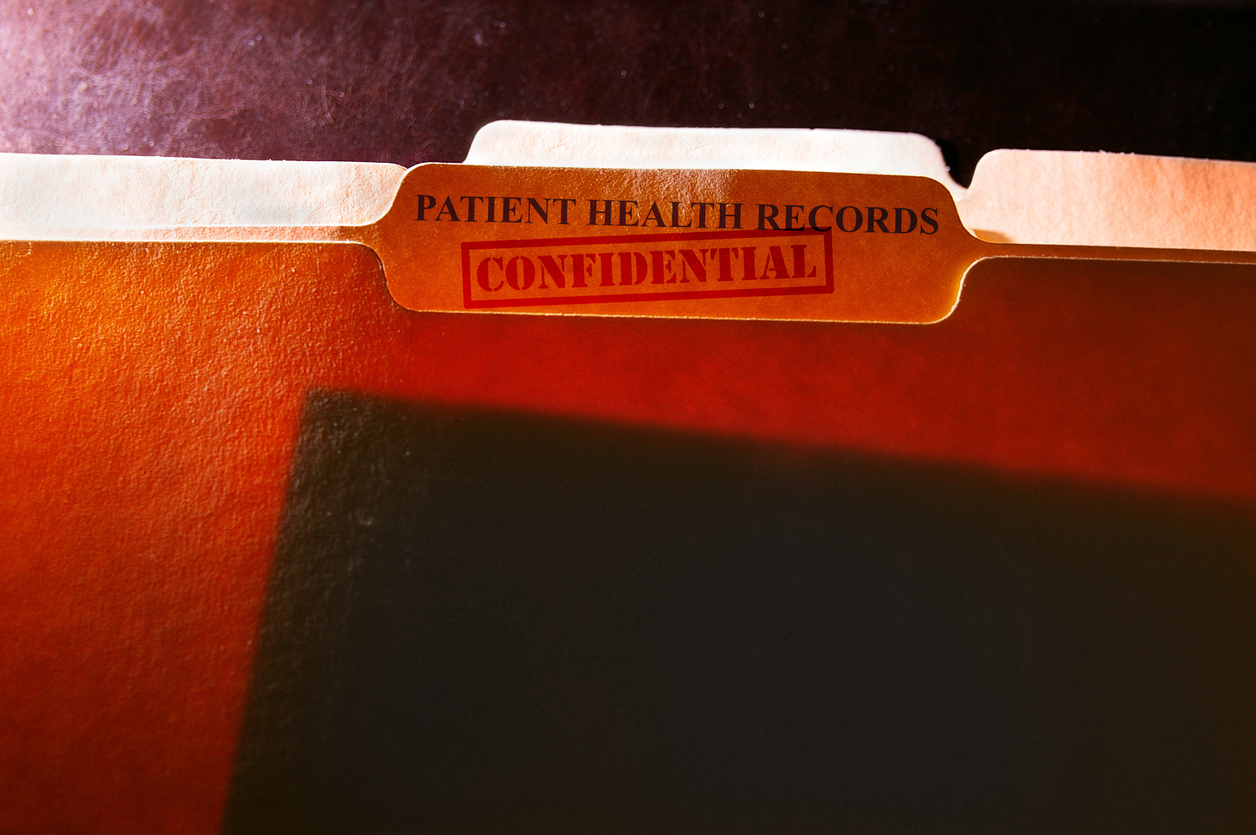 PATIENT HEALTH RECORDS
CONFIDENTIAL